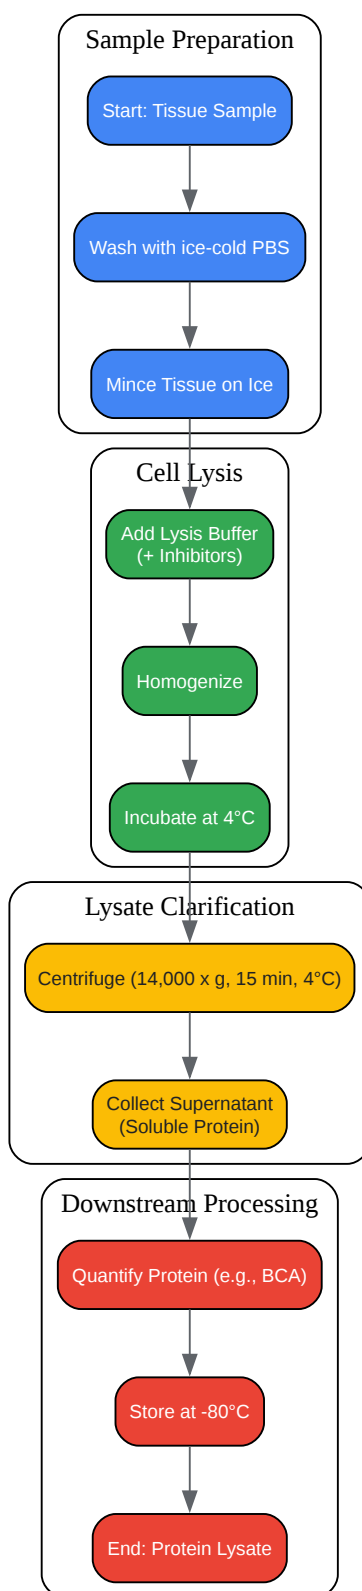 Sample Preparation
Start: Tissue Sample
Wash with ice-cold PBS
Mince Tissue on Ice
Cell Lysis
Add Lysis Buffer
(+ Inhibitors)
Homogenize
Incubate at 4°C
Lysate Clarification
Centrifuge (14,000 x g, 15 min, 4°C)
Collect Supernatant
(Soluble Protein)
Downstream Processing
Quantify Protein (e.g., BCA)
Store at -80°C
End: Protein Lysate